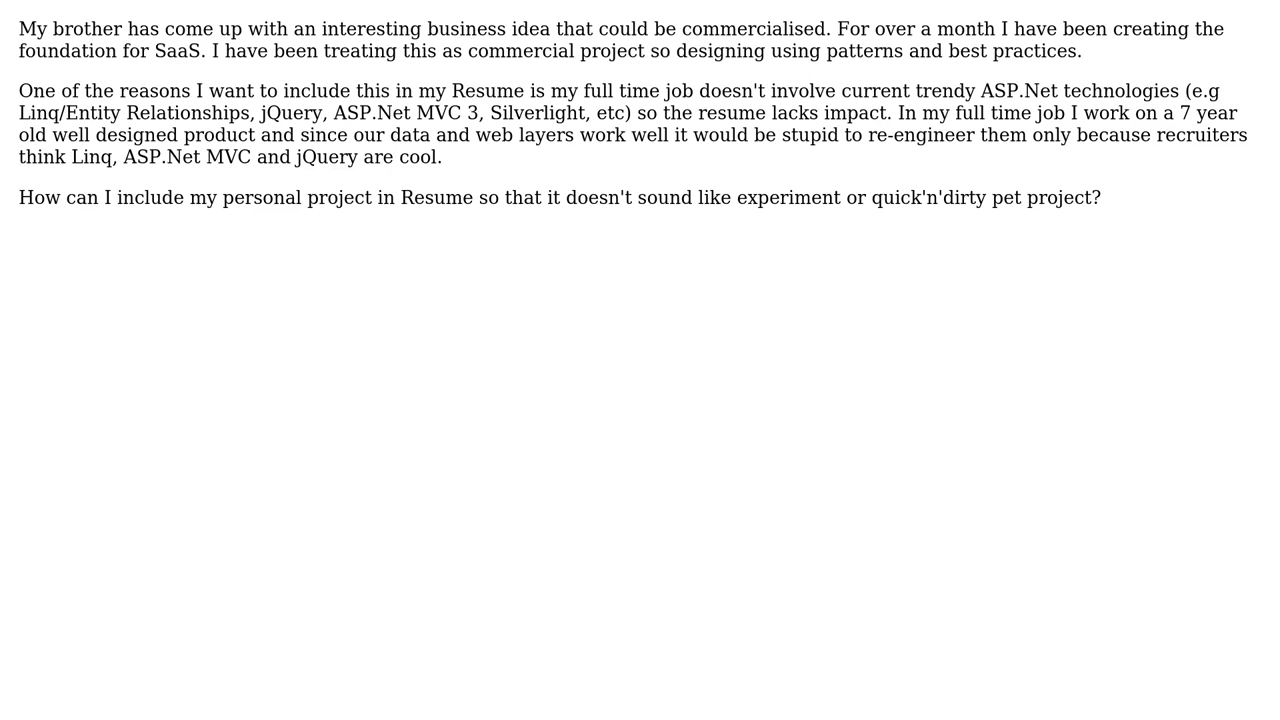 My brother has come up with an interesting business idea that could be commercialised. For over a month I have been creating the
foundation for SaaS. I have been treating this as commercial project so designing using patterns and best practices.
One of the reasons I want to include this in my Resume is my full time job doesn't involve current trendy ASP.Net technologies (e.g
Linq/Entity Relationships, jQuery, ASP.Net MVC 3, Silverlight, etc) so the resume lacks impact. In my full time job I work on a 7 year
old well designed product and since our data and web layers work well it would be stupid to re-engineer them only because recruiters
think Linq, ASP.Net MVC and jQuery are cool.
How can I include my personal project in Resume so that it doesn't sound like experiment or quick'n'dirty pet project?